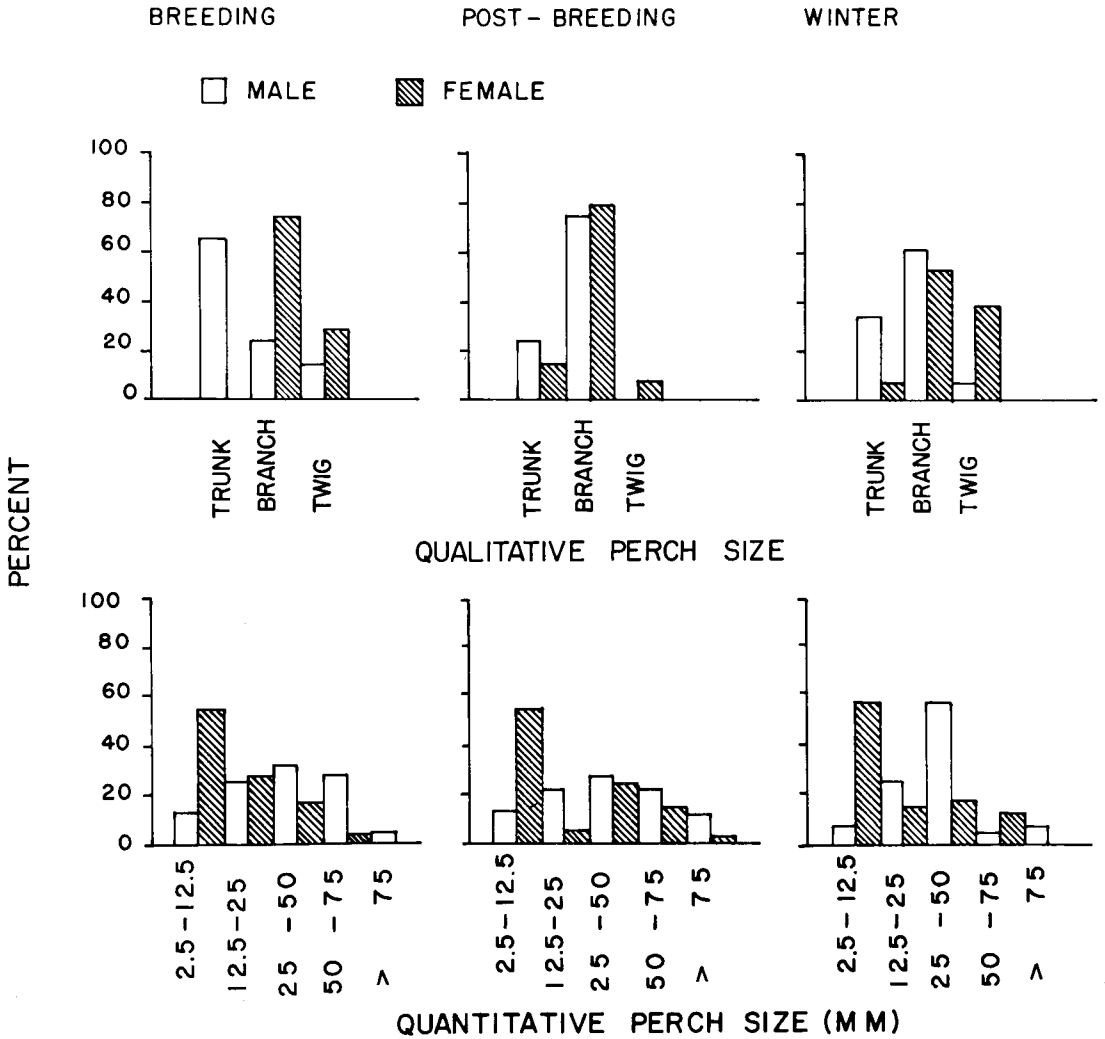 BREEDING POST-BREEDING WINTER
MALE FEMALE
100
80
60
40
20
0
TRUNK BRANCH TWIG TRUNK BRANCH TWIG TRUNK BRANCH TWIG
PERCENT
QUALITATIVE PERCH SIZE
100
80
60
40
20
0
2.5-12.5 12.5-25 25-50 50-75 > 75 2.5-12.5 12.5-25 25-50 50-75 > 75 2.5-12.5 12.5-25 25-50 50-75 > 75
QUANTITATIVE PERCH SIZE (MM)